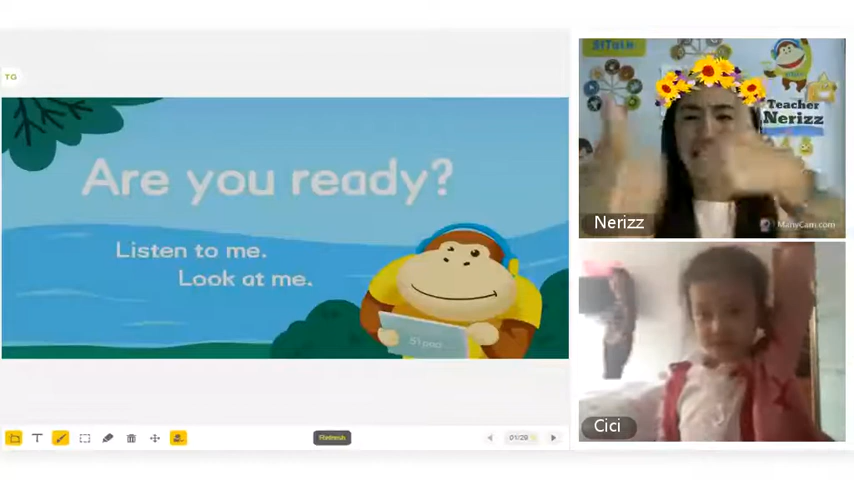 TG
Are you ready?
Listen to me.
Look at me.
51Talk
Teacher
Nerizz
Nerizz
ManyCam.com
Cici
T
Refresh
01/29